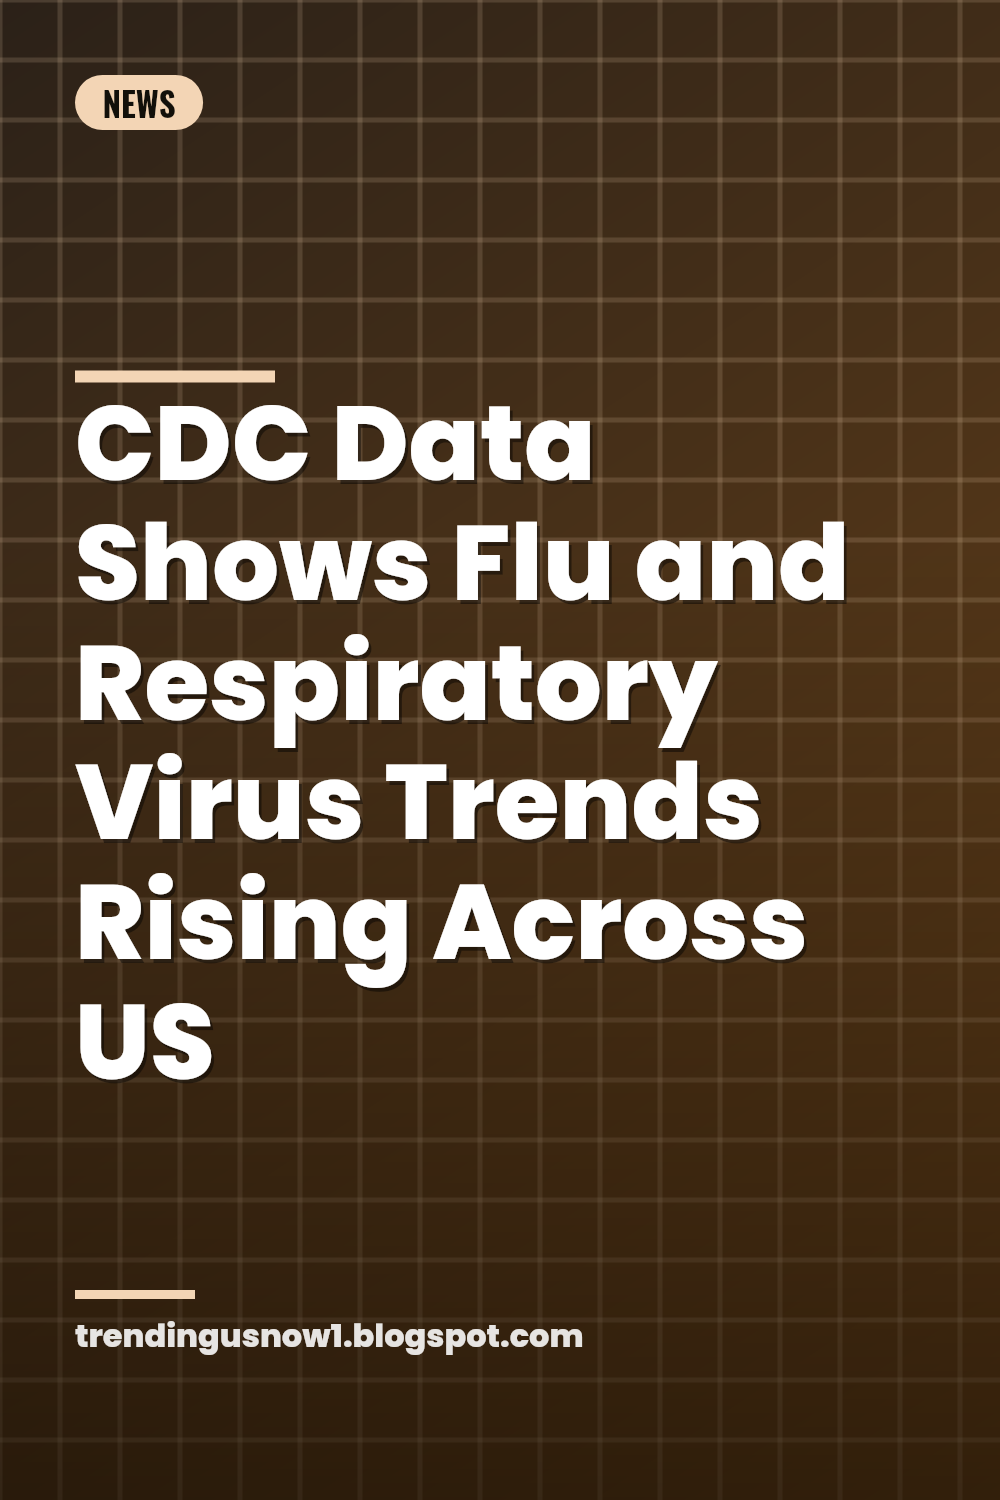 NEWS
CDC Data
Shows Flu and
Respiratory
Virus Trends
Rising Across
US
trendingusnow1.blogspot.com